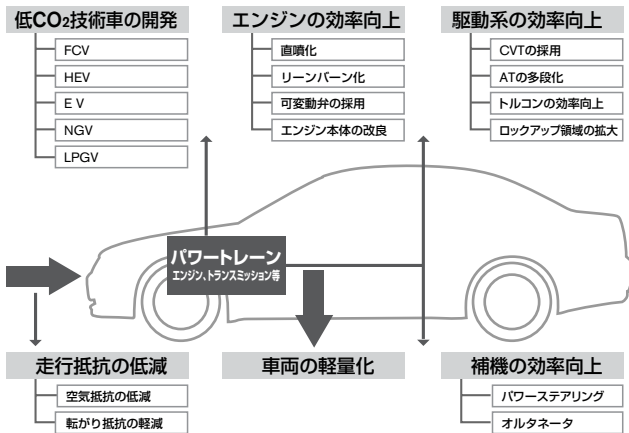 低CO₂技術車の開発
FCV
HEV
E V
NGV
LPGV
エンジンの効率向上
直噴化
リーンバーン化
可変動弁の採用
エンジン本体の改良
駆動系の効率向上
CVTの採用
ATの多段化
トルコンの効率向上
ロックアップ領域の拡大
パワートレーン
エンジン、トランスミッション等
走行抵抗の低減
空気抵抗の低減
転がり抵抗の軽減
車両の軽量化
補機の効率向上
パワーステアリング
オルタネータ